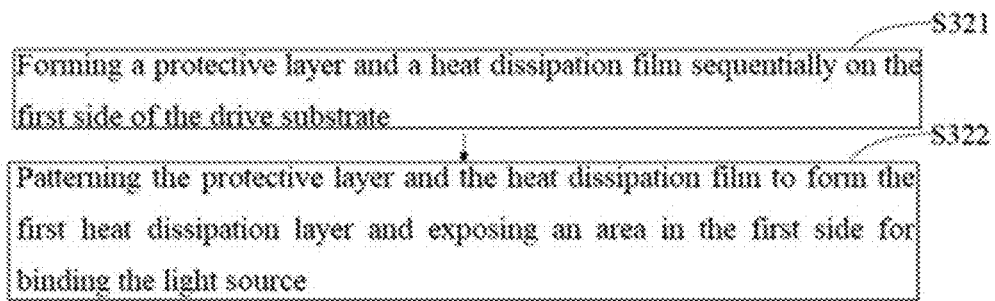 S321
Forming a protective layer and a heat dissipation film sequentially on the
first side of the drive substrate
S322
Patterning the protective layer and the heat dissipation film to form the
first heat dissipation layer and exposing an area in the first side for
binding the light source